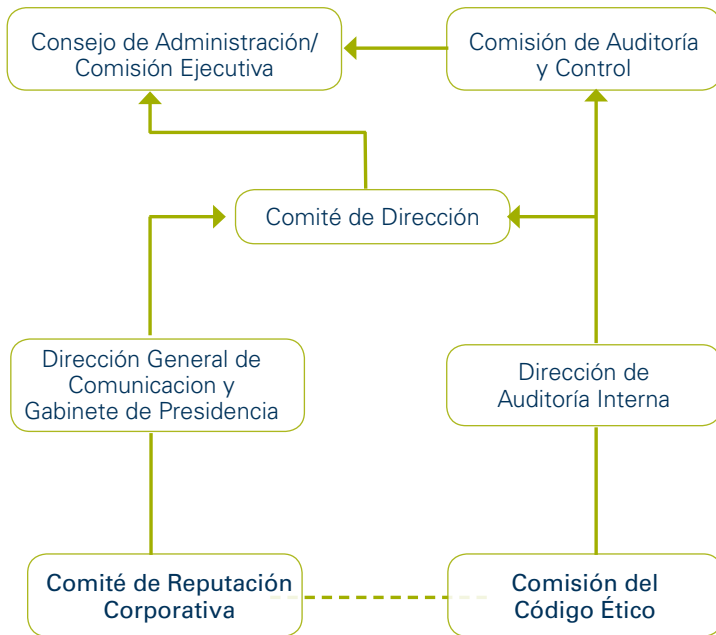 Consejo de Administración/
Comisión Ejecutiva
Comisión de Auditoría
y Control
Comité de Dirección
Dirección General de
Comunicacion y
Gabinete de Presidencia
Dirección de
Auditoría Interna
Comité de Reputación
Corporativa
Comisión del
Código Ético